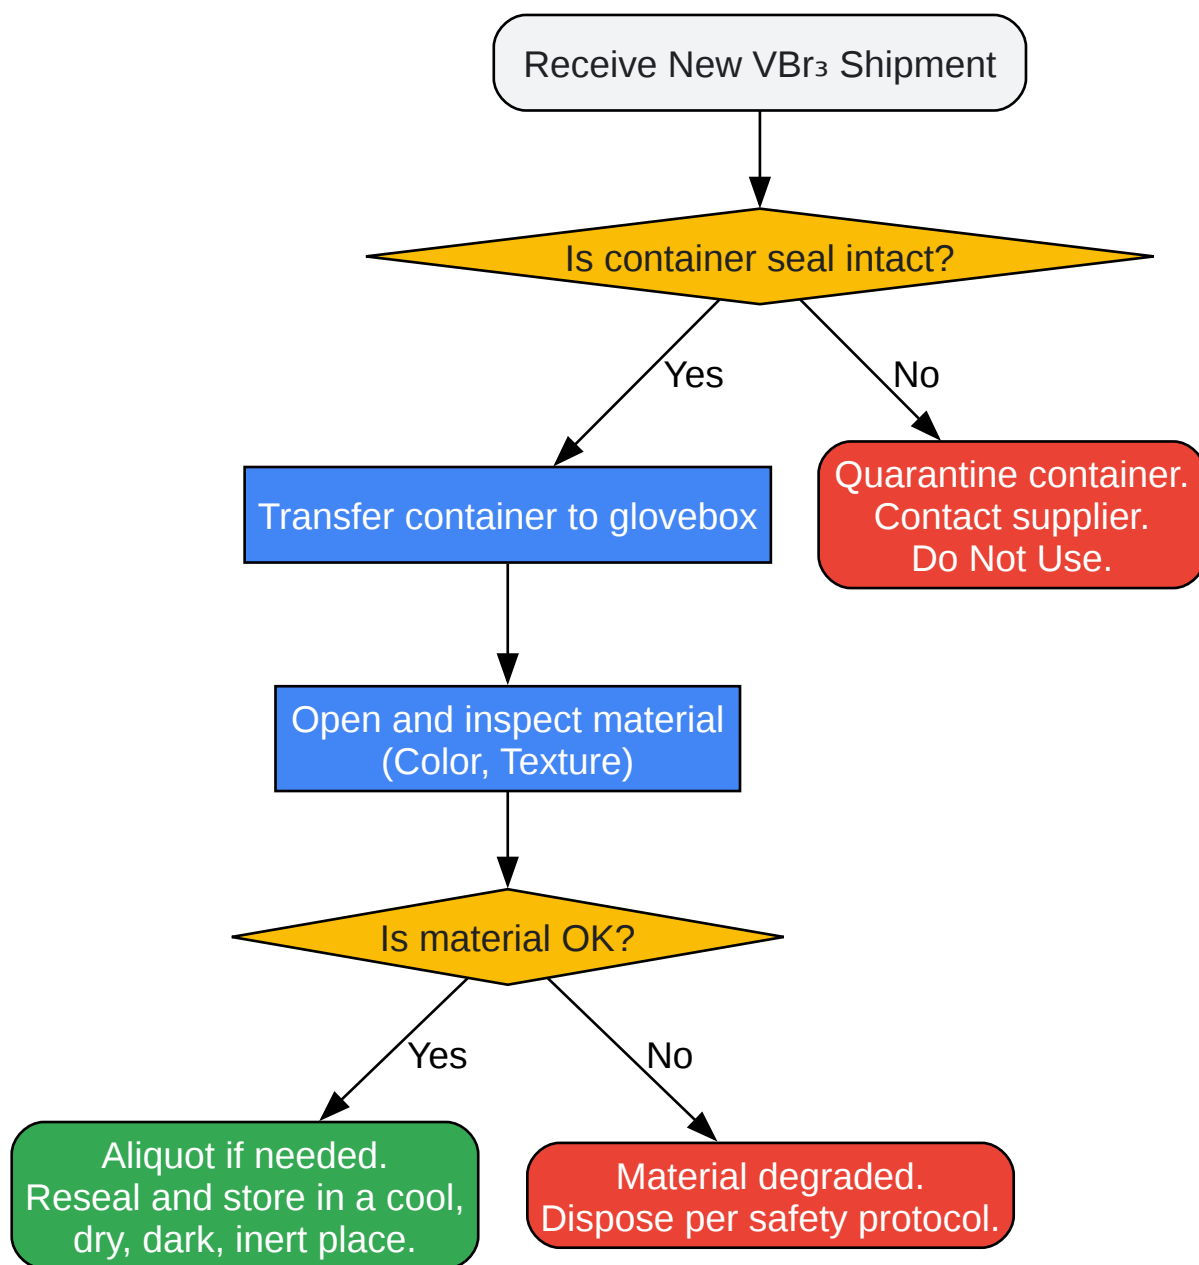 Receive New VBr₃ Shipment
Is container seal intact?
Yes
No
Transfer container to glovebox
Quarantine container.
Contact supplier.
Do Not Use.
Open and inspect material
(Color, Texture)
Is material OK?
Yes
No
Aliquot if needed.
Reseal and store in a cool,
dry, dark, inert place.
Material degraded.
Dispose per safety protocol.